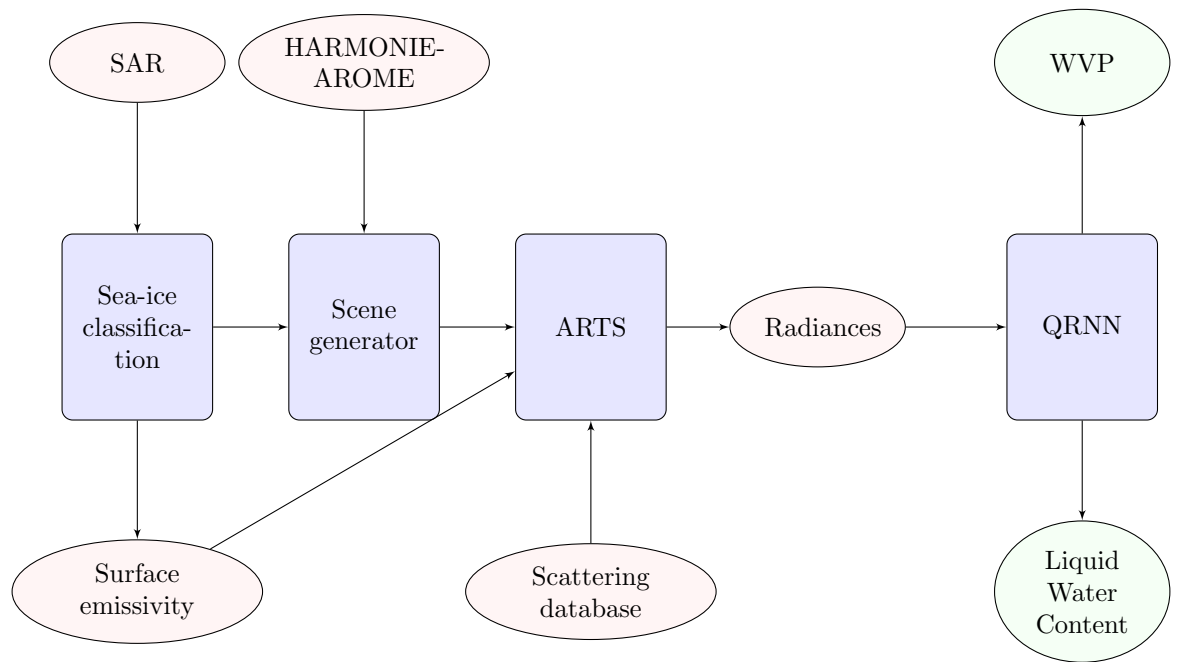 SAR
HARMONIE-
AROME
WVP
Sea-ice
classifica-
tion
Scene
generator
ARTS
Radiances
QRNN
Surface
emissivity
Scattering
database
Liquid
Water
Content